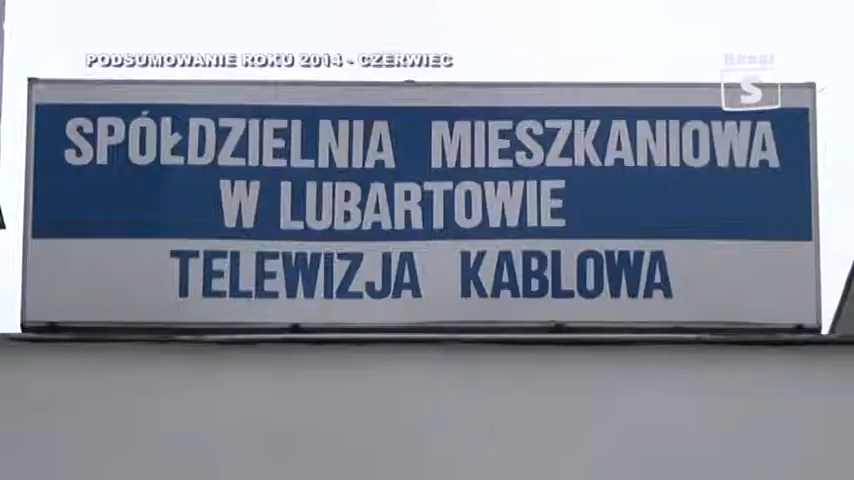 PODSUMOWANIE ROKU 2014 - CZERWIEC
S
SPÓŁDZIELNIA MIESZKANIOWA
W LUBARTOWIE
TELEWIZJA KABLOWA